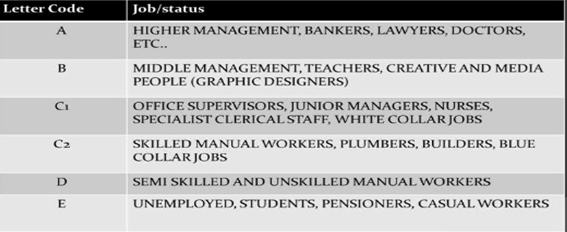 Letter Code Job/status
A HIGHER MANAGEMENT, BANKERS, LAWYERS, DOCTORS,
ETC..
B MIDDLE MANAGEMENT, TEACHERS, CREATIVE AND MEDIA
PEOPLE (GRAPHIC DESIGNERS)
C1 OFFICE SUPERVISORS, JUNIOR MANAGERS, NURSES,
SPECIALIST CLERICAL STAFF, WHITE COLLAR JOBS
C2 SKILLED MANUAL WORKERS, PLUMBERS, BUILDERS, BLUE
COLLAR JOBS
D SEMI SKILLED AND UNSKILLED MANUAL WORKERS
E UNEMPLOYED, STUDENTS, PENSIONERS, CASUAL WORKERS